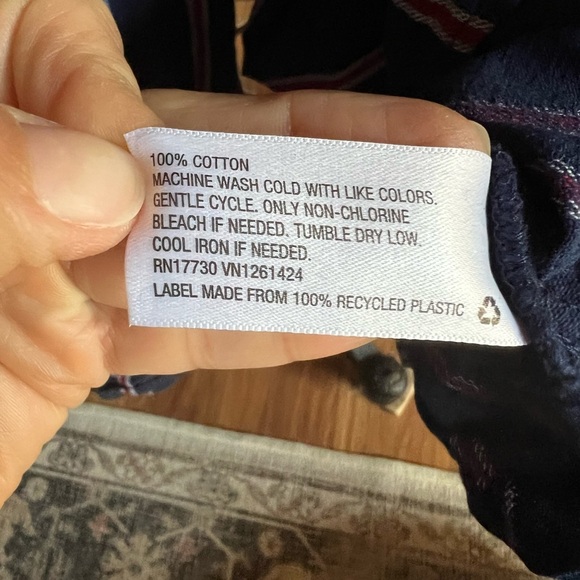 100% COTTON
MACHINE WASH COLD WITH LIKE COLORS.
GENTLE CYCLE. ONLY NON-CHLORINE
BLEACH IF NEEDED. TUMBLE DRY LOW.
COOL IRON IF NEEDED.
RN17730 VN1261424
LABEL MADE FROM 100% RECYCLED PLASTIC